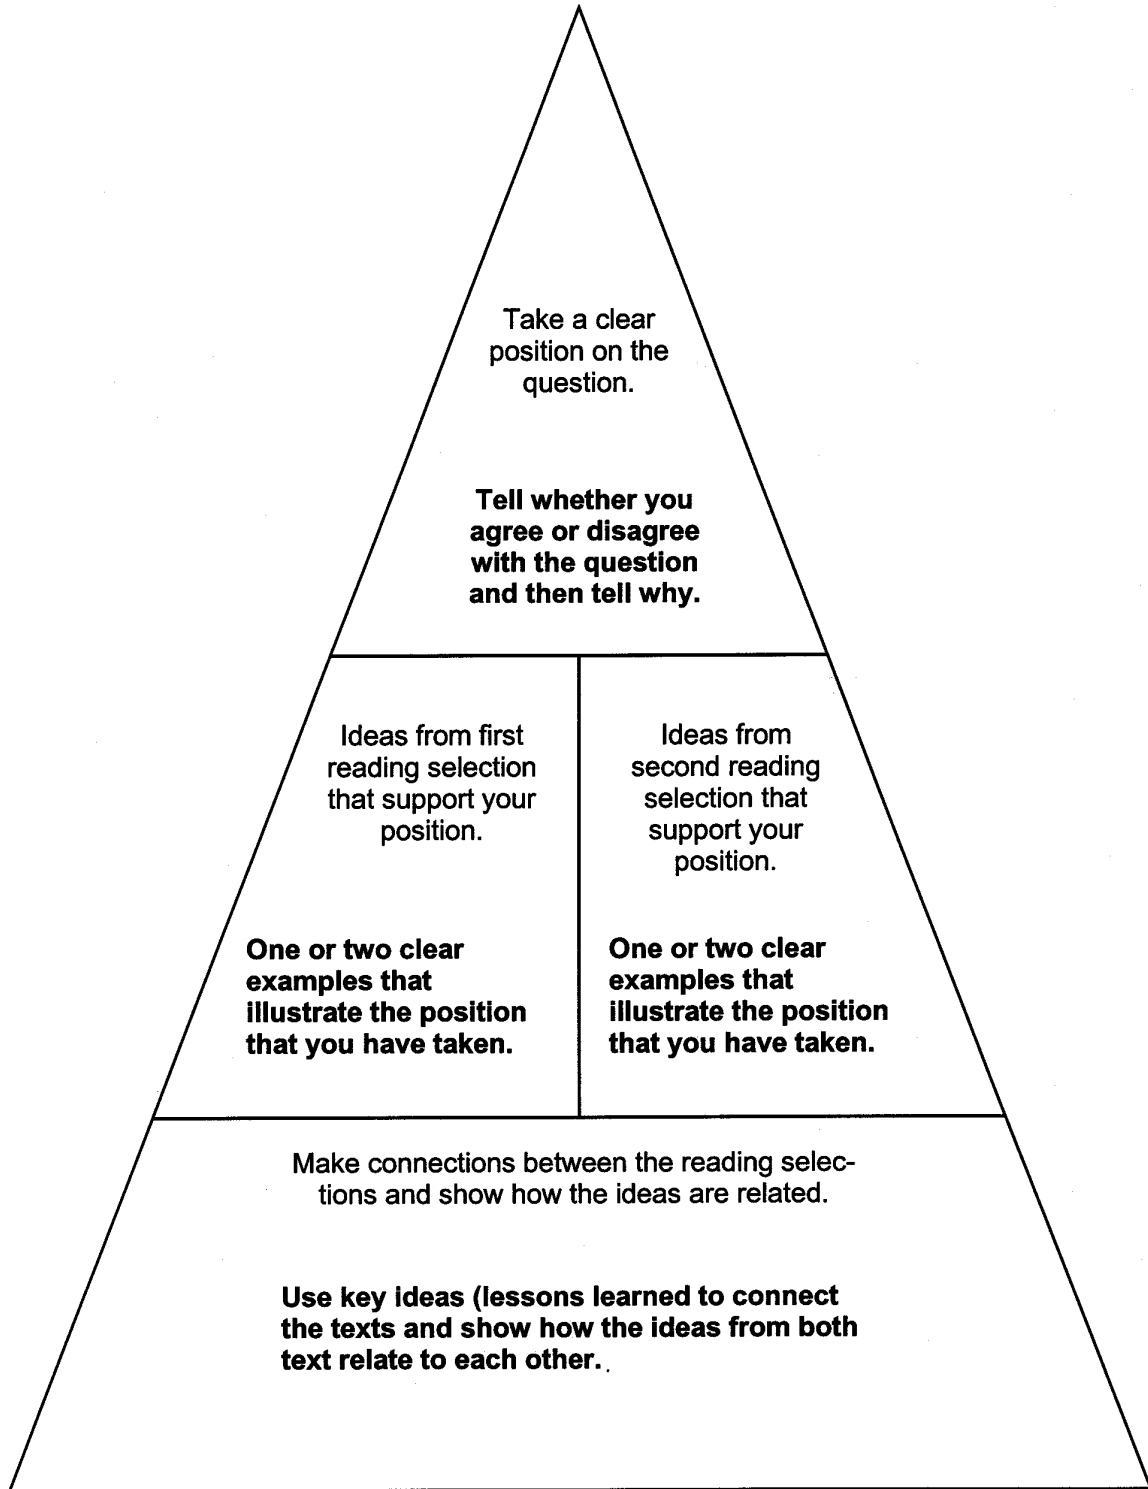 Take a clear
position on the
question.
Tell whether you
agree or disagree
with the question
and then tell why.
Ideas from first
reading selection
that support your
position.
One or two clear
examples that
illustrate the position
that you have taken.
Ideas from
second reading
selection that
support your
position.
One or two clear
examples that
illustrate the position
that you have taken.
Make connections between the reading selec-
tions and show how the ideas are related.
Use key ideas (lessons learned to connect
the texts and show how the ideas from both
text relate to each other..